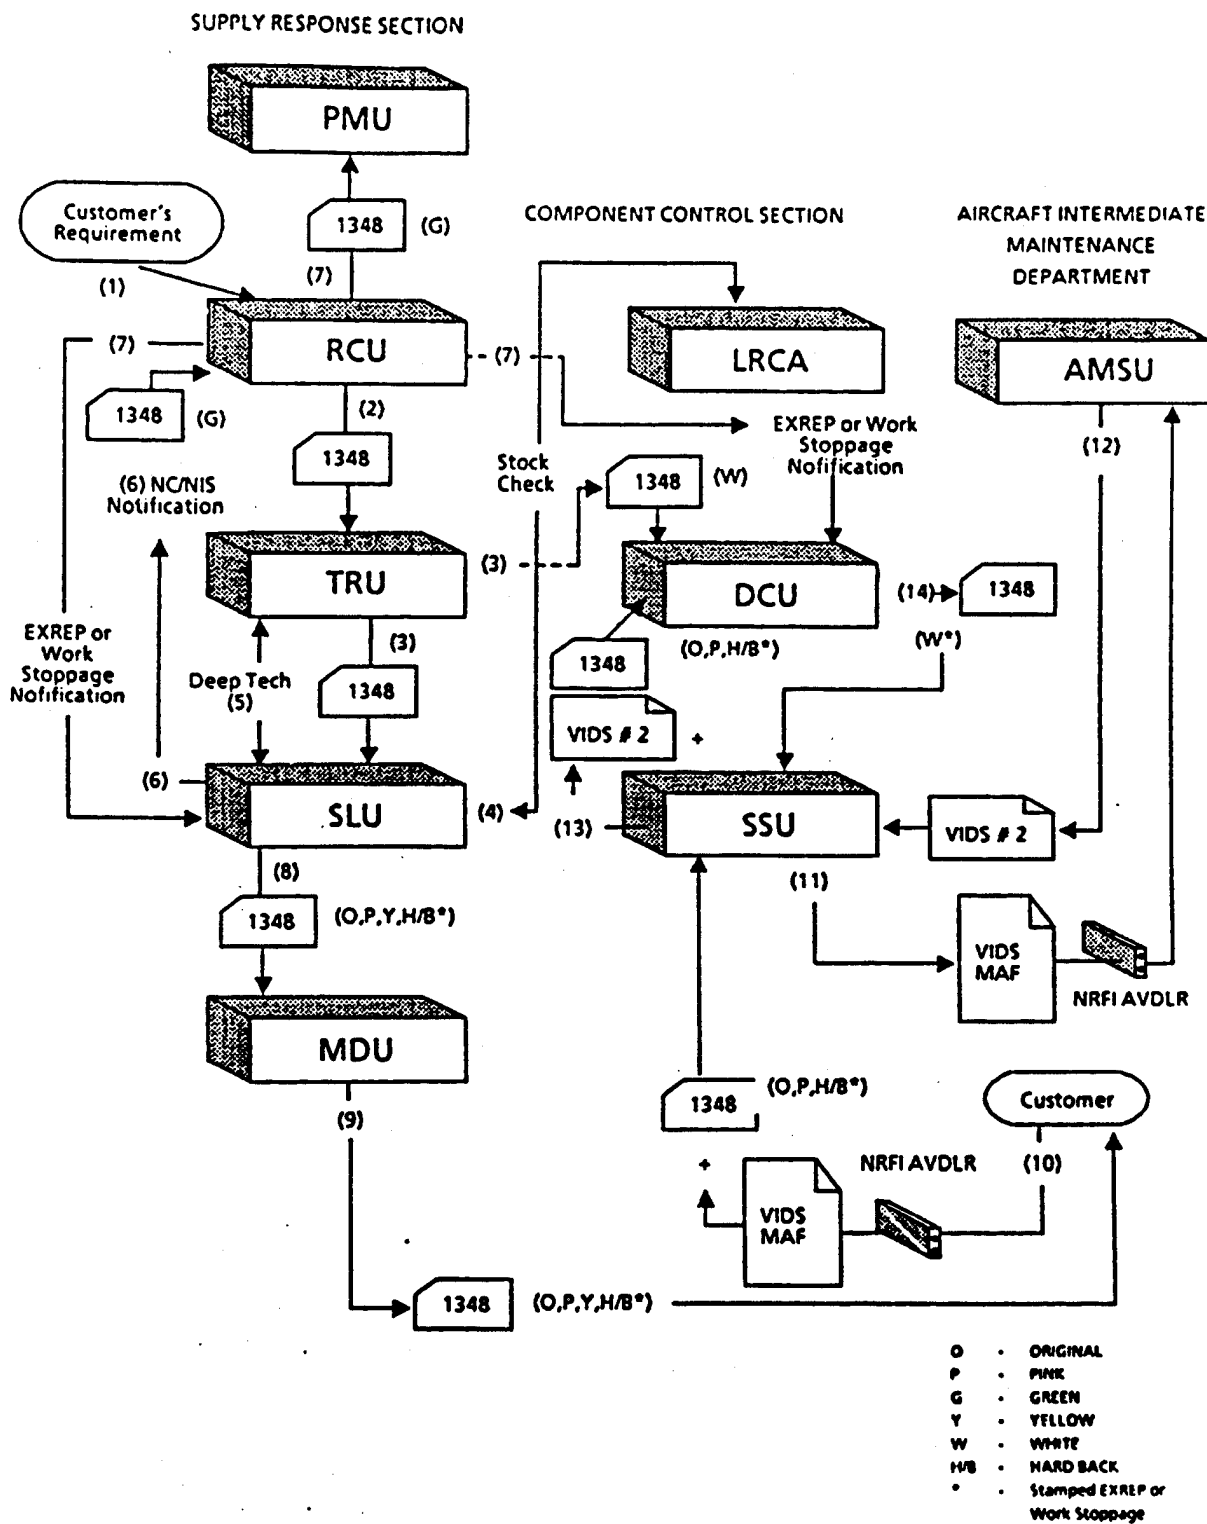 SUPPLY RESPONSE SECTION
PMU
1348
(G)
(7)
Customer's
Requirement
(1)
COMPONENT CONTROL SECTION
AIRCRAFT INTERMEDIATE
MAINTENANCE
DEPARTMENT
RCU
(7)
(7)
LRCA
AMSU
1348
(G)
(2)
1348
EXREP or Work
Stoppage
Nofification
(12)
Stock
Check
1348
(W)
(6) NC/NIS
Notification
TRU
(3)
DCU
(14)
1348
(W*)
(O,P,H/B*)
1348
(3)
EXREP or
Work
Stoppage
Nofification
Deep Tech
(5)
1348
VIDS # 2
+
(6)
SLU
(4)
(13)
SSU
VIDS # 2
(8)
(11)
1348
(O,P,Y,H/B*)
VIDS
MAF
NRFI AVDLR
MDU
(9)
1348
(O,P,H/B*)
Customer
+
NRFI AVDLR
(10)
VIDS
MAF
1348
(O,P,Y,H/B*)
O - ORIGINAL
P - PINK
G - GREEN
Y - YELLOW
W - WHITE
H/B - HARD BACK
* - Stamped EXREP or
Work Stoppage